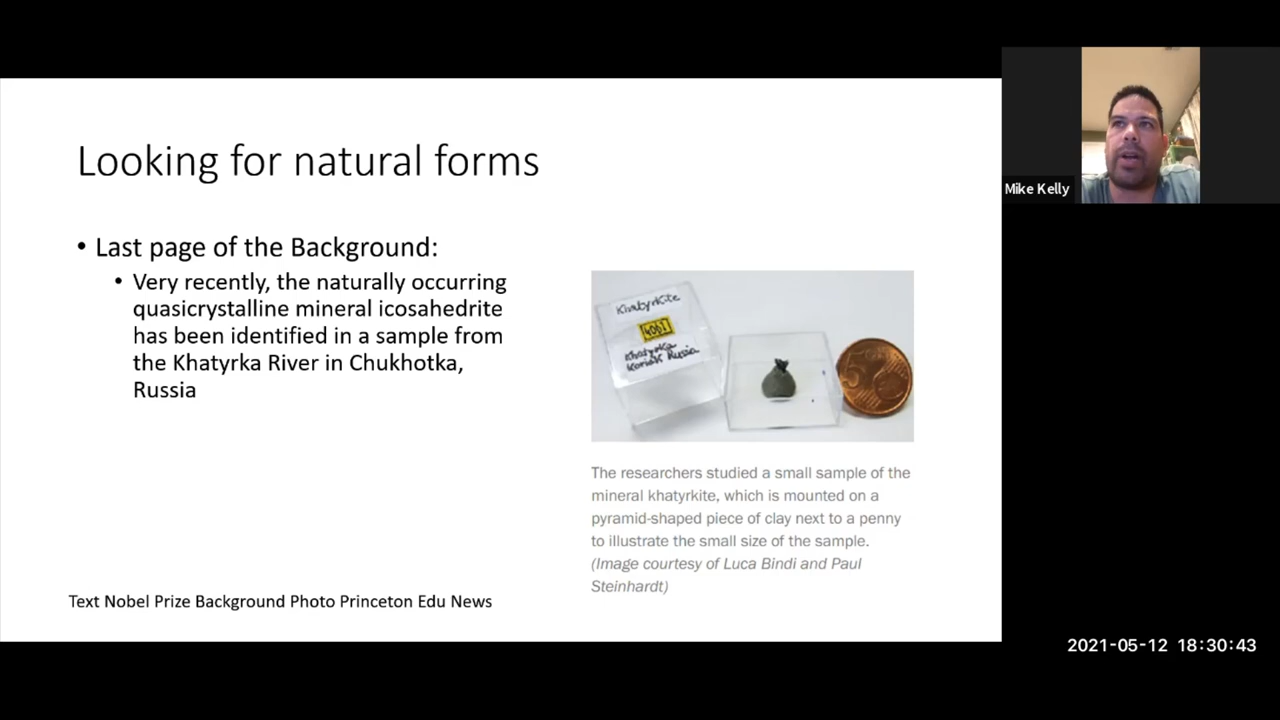 Looking for natural forms
• Last page of the Background:
• Very recently, the naturally occurring
quasicrystalline mineral icosahedrite
has been identified in a sample from
the Khatyrka River in Chukhotka,
Russia
Khatyrkite
4061
Khatyrka
Koriak Russia
5
The researchers studied a small sample of the
mineral khatyrkite, which is mounted on a
pyramid-shaped piece of clay next to a penny
to illustrate the small size of the sample.
(Image courtesy of Luca Bindi and Paul
Steinhardt)
Text Nobel Prize Background Photo Princeton Edu News
Mike Kelly
2021-05-12 18:30:43